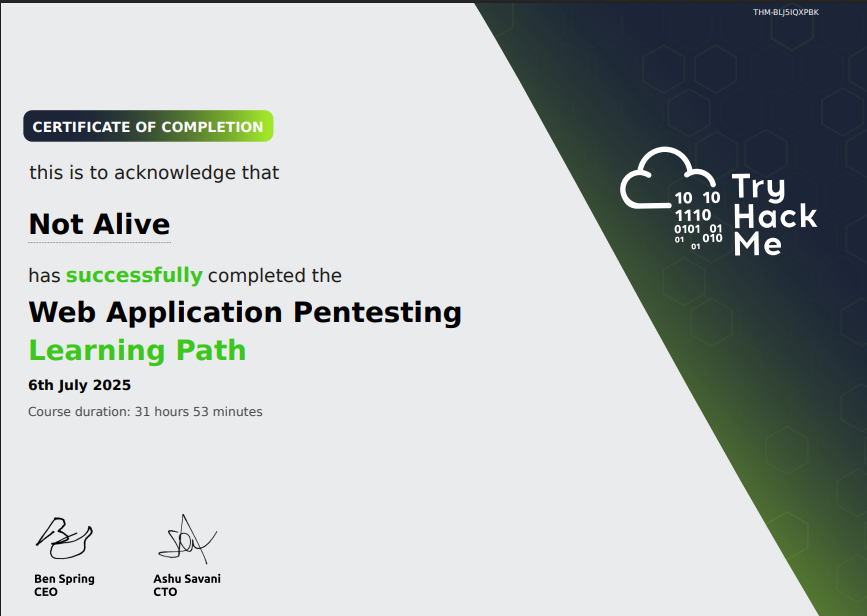 THM-BLJ5IQXPBK
CERTIFICATE OF COMPLETION
this is to acknowledge that
Not Alive
has successfully completed the
Web Application Pentesting
Learning Path
6th July 2025
Course duration: 31 hours 53 minutes
10 10
1110
0101 01
01 010
01
Try
Hack
Me
Ben Spring
CEO
Ashu Savani
CTO